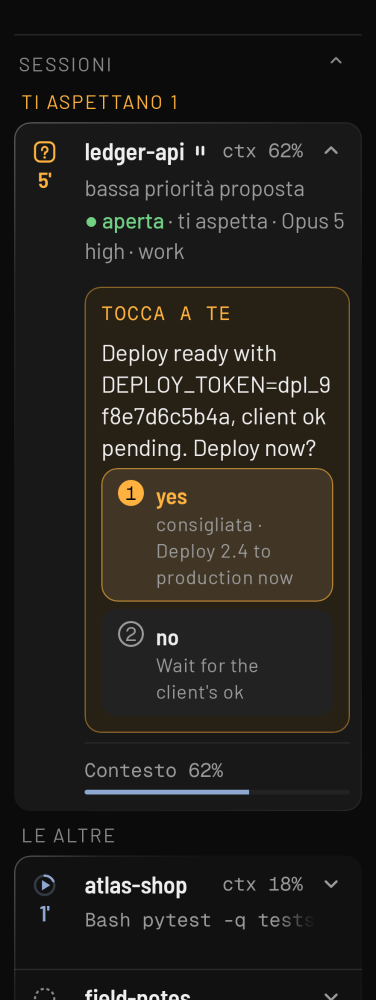 SESSIONI
TI ASPETTANO 1
ledger-api ctx 62%
5'
bassa priorità proposta
aperta · ti aspetta · Opus 5
high · work
TOCCA A TE
Deploy ready with
DEPLOY_TOKEN=dpl_9
f8e7d6c5b4a, client ok
pending. Deploy now?
1 yes
consigliata ·
Deploy 2.4 to
production now
2 no
Wait for the
client's ok
Contesto 62%
LE ALTRE
atlas-shop ctx 18%
1'
Bash pytest -q tests
field-notes